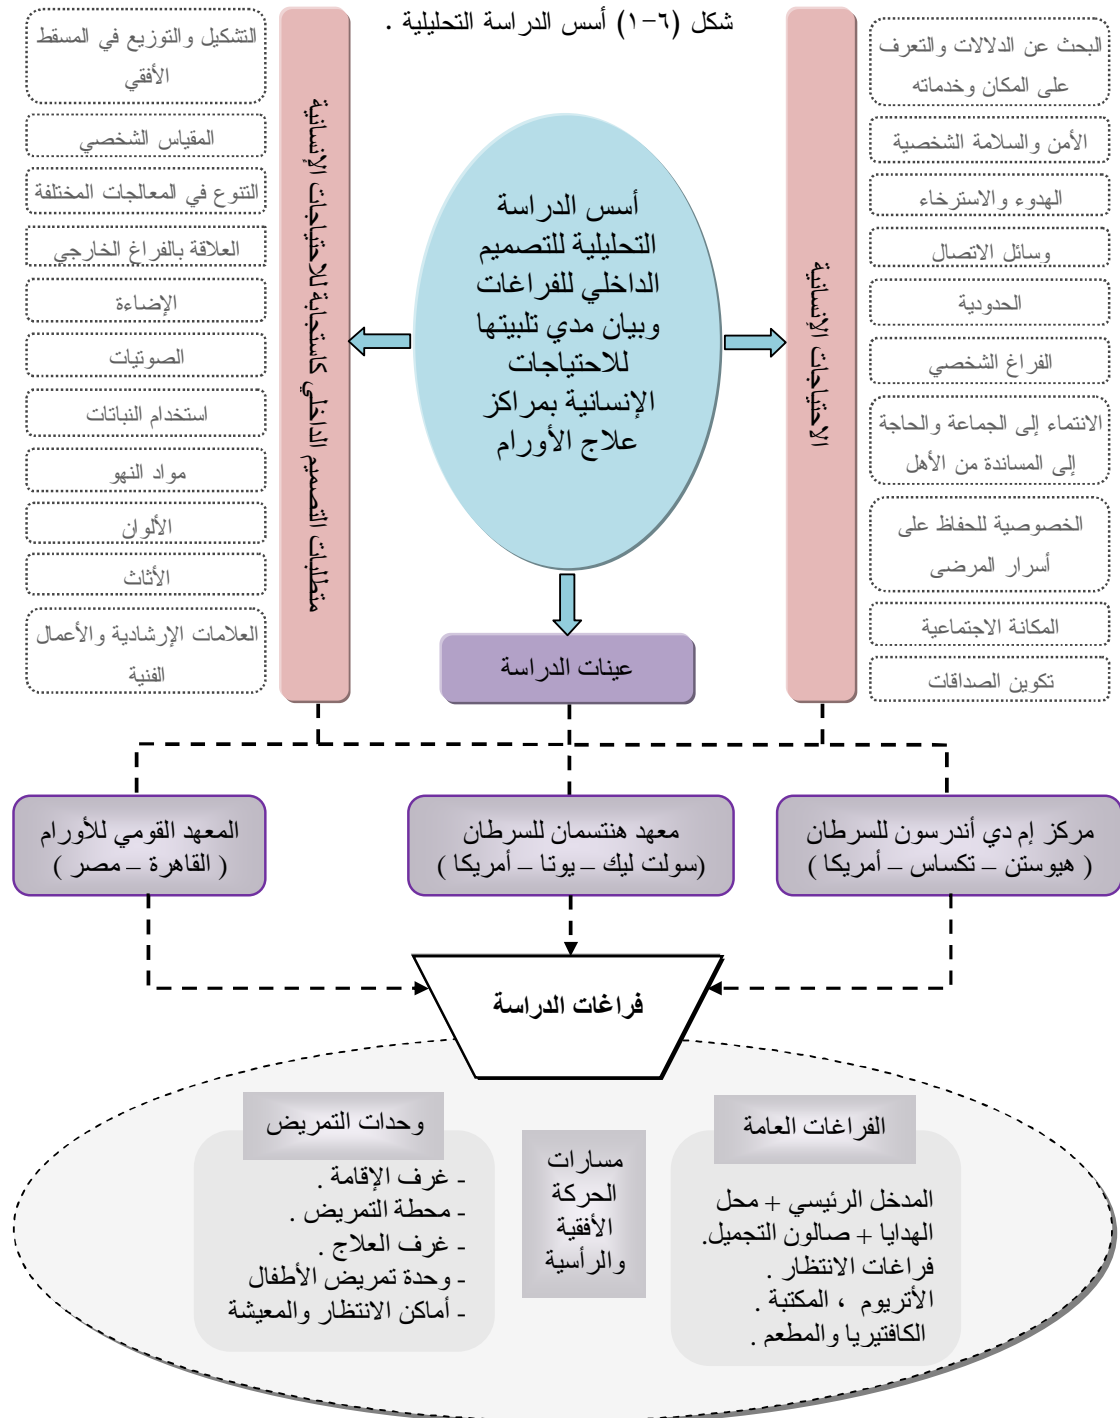 شكل (٦-١) أسس الدراسة التحليلية .
البحث عن الدلالات والتعرف
على المكان وخدماته
الأمن والسلامة الشخصية
الهدوء والاسترخاء
وسائل الاتصال
الحدودية
الفراغ الشخصي
الانتماء إلى الجماعة والحاجة
إلى المساندة من الأهل
الخصوصية للحفاظ على
أسرار المرضى
المكانة الاجتماعية
تكوين الصداقات
الاحتياجات الإنسانية
أسس الدراسة
التحليلية للتصميم
الداخلي للفراغات
وبيان مدي تلبيتها
للاحتياجات
الإنسانية بمراكز
علاج الأورام
متطلبات التصميم الداخلي كاستجابة للاحتياجات الإنسانية
التشكيل والتوزيع في المسقط
الأفقي
المقياس الشخصي
التنوع في المعالجات المختلفة
العلاقة بالفراغ الخارجي
الإضاءة
الصوتيات
استخدام النباتات
مواد النهو
الألوان
الأثاث
العلامات الإرشادية والأعمال
الفنية
عينات الدراسة
مركز إم دي أندرسون للسرطان
( هيوستن – تكساس – أمريكا )
معهد هنتسمان للسرطان
(سولت ليك – يوتا – أمريكا )
المعهد القومي للأورام
( القاهرة – مصر )
فراغات الدراسة
الفراغات العامة
المدخل الرئيسي + محل
الهدايا + صالون التجميل.
فراغات الانتظار .
الأتريوم ، المكتبة .
الكافتيريا والمطعم .
مسارات
الحركة
الأفقية
والرأسية
وحدات التمريض
- غرف الإقامة .
- محطة التمريض .
- غرف العلاج .
- وحدة تمريض الأطفال
- أماكن الانتظار والمعيشة